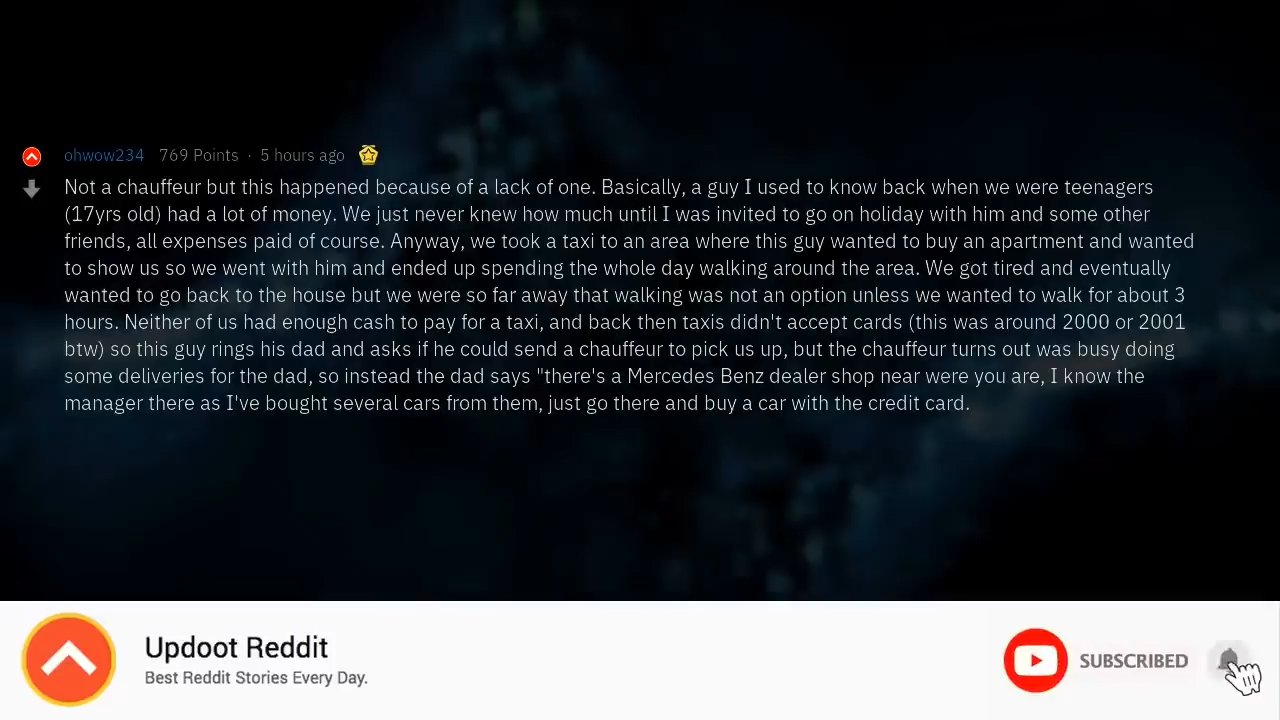 ohwow234 769 Points · 5 hours ago
Not a chauffeur but this happened because of a lack of one. Basically, a guy I used to know back when we were teenagers
(17yrs old) had a lot of money. We just never knew how much until I was invited to go on holiday with him and some other
friends, all expenses paid of course. Anyway, we took a taxi to an area where this guy wanted to buy an apartment and wanted
to show us so we went with him and ended up spending the whole day walking around the area. We got tired and eventually
wanted to go back to the house but we were so far away that walking was not an option unless we wanted to walk for about 3
hours. Neither of us had enough cash to pay for a taxi, and back then taxis didn't accept cards (this was around 2000 or 2001
btw) so this guy rings his dad and asks if he could send a chauffeur to pick us up, but the chauffeur turns out was busy doing
some deliveries for the dad, so instead the dad says "there's a Mercedes Benz dealer shop near were you are, I know the
manager there as I've bought several cars from them, just go there and buy a car with the credit card.
Updoot Reddit
Best Reddit Stories Every Day.
SUBSCRIBED